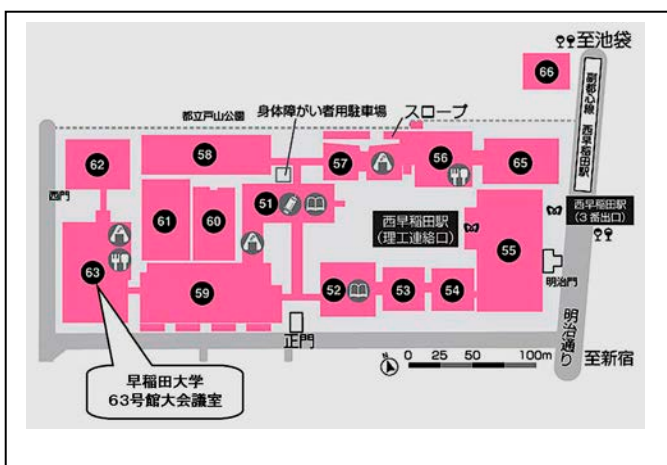 至池袋
66
副都心線 西早稲田駅
都立戸山公園
身体障がい者用駐車場
スロープ
62
58
57
56
65
西門
51
61
60
西早稲田駅
(理工連絡口)
西早稲田駅
(3番出口)
55
63
59
52
53
54
明治門
正門
明治通り
N
0 25 50 100m
至新宿
早稲田大学
63号館大会議室